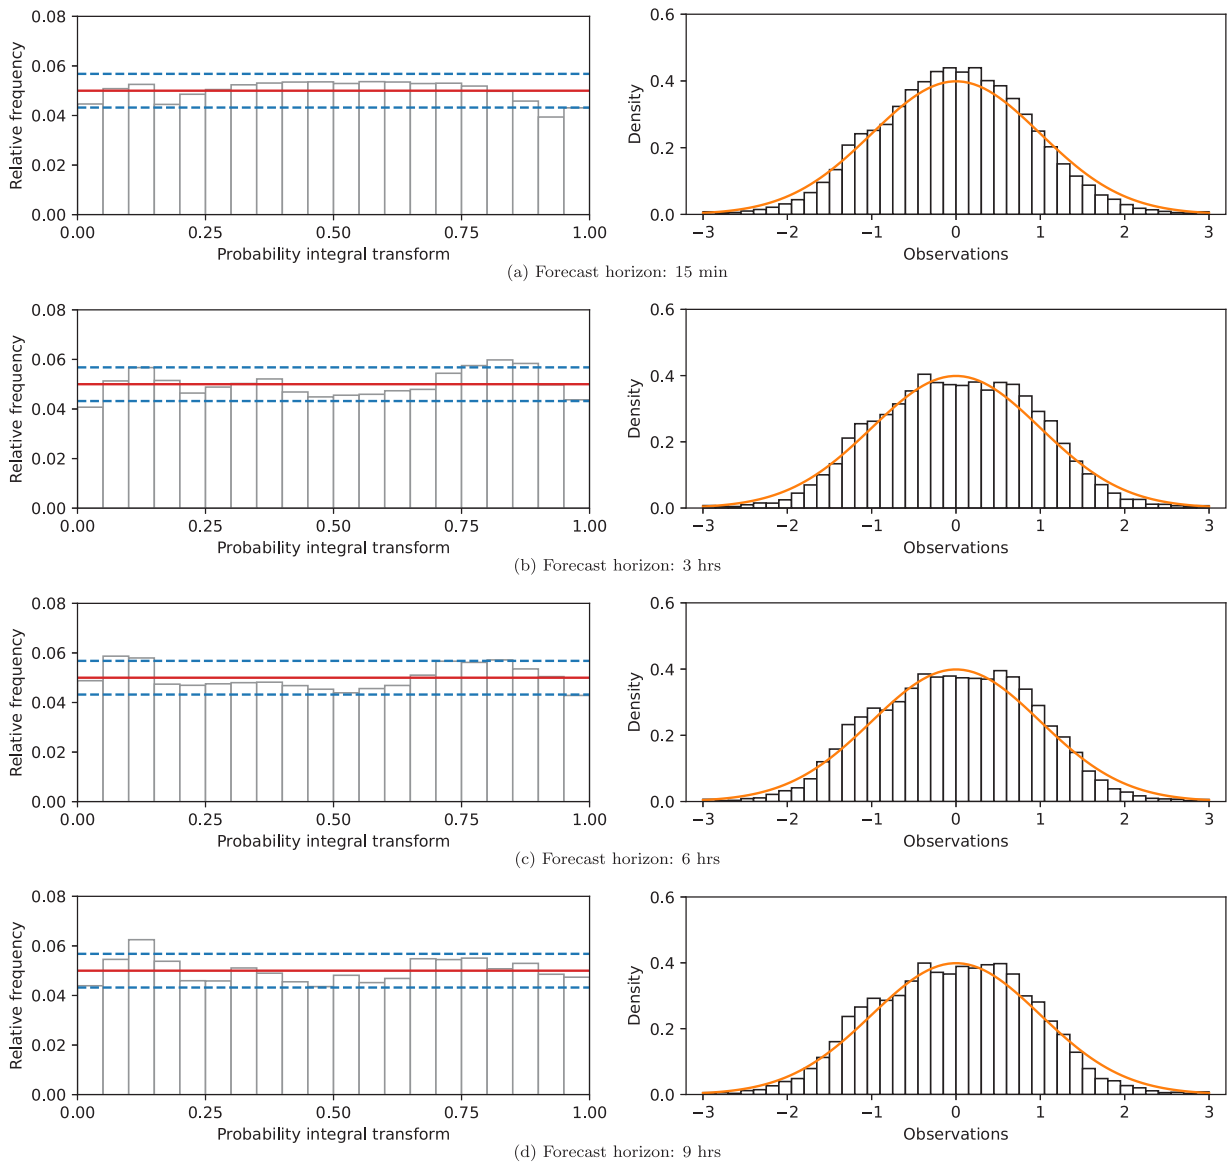 0.08
0.06
0.04
0.02
0.00
Relative frequency
0.00 0.25 0.50 0.75 1.00
Probability integral transform
0.6
0.4
0.2
0.0
Density
−3 −2 −1 0 1 2 3
Observations
(a) Forecast horizon: 15 min
0.08
0.06
0.04
0.02
0.00
Relative frequency
0.00 0.25 0.50 0.75 1.00
Probability integral transform
0.6
0.4
0.2
0.0
Density
−3 −2 −1 0 1 2 3
Observations
(b) Forecast horizon: 3 hrs
0.08
0.06
0.04
0.02
0.00
Relative frequency
0.00 0.25 0.50 0.75 1.00
Probability integral transform
0.6
0.4
0.2
0.0
Density
−3 −2 −1 0 1 2 3
Observations
(c) Forecast horizon: 6 hrs
0.08
0.06
0.04
0.02
0.00
Relative frequency
0.00 0.25 0.50 0.75 1.00
Probability integral transform
0.6
0.4
0.2
0.0
Density
−3 −2 −1 0 1 2 3
Observations
(d) Forecast horizon: 9 hrs